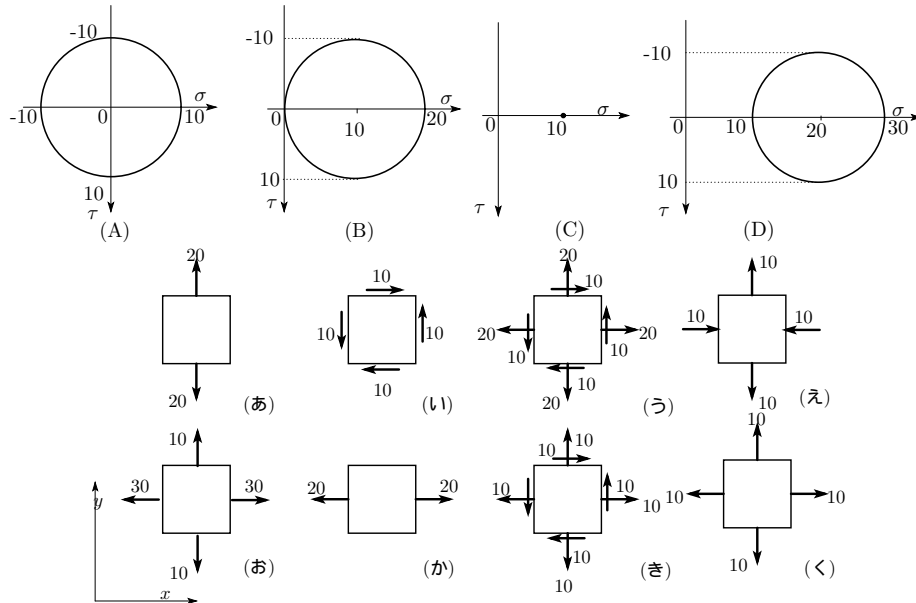 -10 σ -10 0 10 10 τ (A)
-10 σ 0 10 20 10 τ (B)
σ 0 10 τ (C)
-10 σ 0 10 20 30 10 τ (D)
20 20 (あ)
10 10 10 10 (い)
20 10 20 20 10 10 20 10 (う)
10 10 10 10 (え)
10 30 30 10 (お)
20 20 (か)
10 10 10 10 10 10 10 10 (き)
10 10 10 10 (く)
y
x